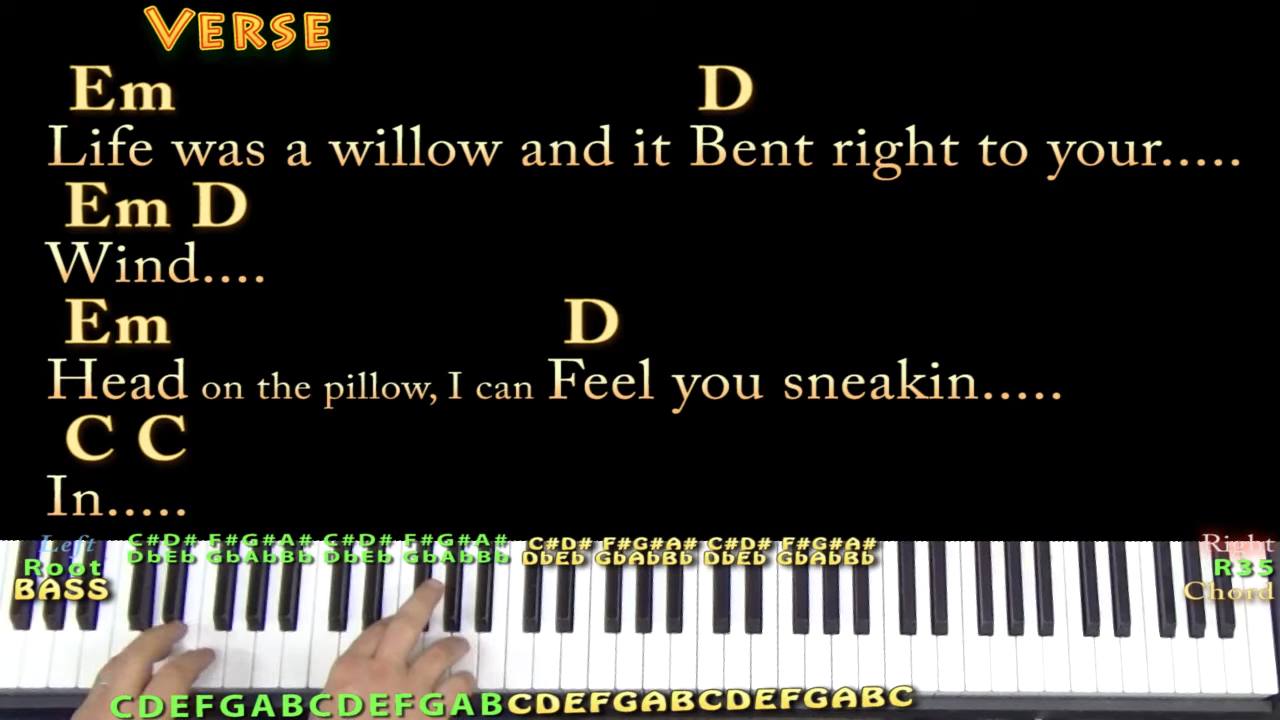 VERSE
Em D
Life was a willow and it Bent right to your.....
Em D
Wind....
Em D
Head on the pillow, I can Feel you sneakin.....
C C
In.....
Left
Root
BASS
C#D# F#G#A# C#D# F#G#A# C#D# F#G#A# C#D# F#G#A#
DbEb GbAbBb DbEb GbAbBb DbEb GbAbBb DbEb GbAbBb
Right
R35
Chord
CDEFGABCDEFGABCDEFGABCDEFGABC